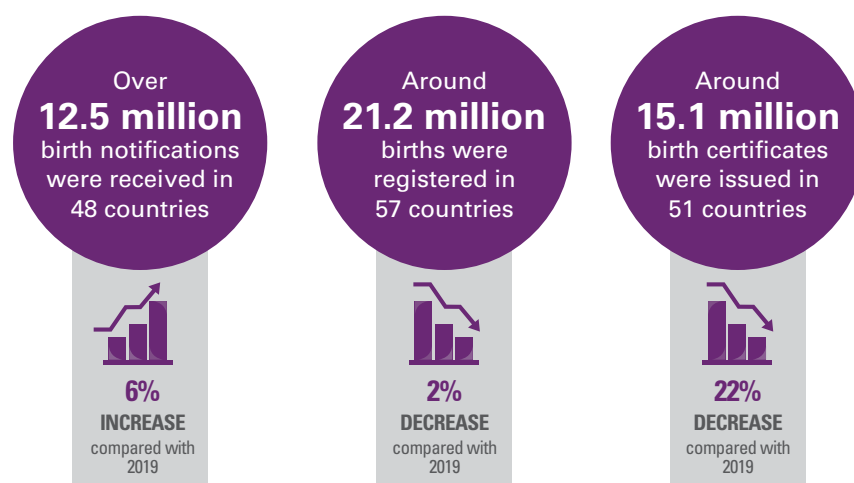 Over
12.5 million
birth notifications
were received in
48 countries
6%
INCREASE
compared with
2019
Around
21.2 million
births were
registered in
57 countries
2%
DECREASE
compared with
2019
Around
15.1 million
birth certificates
were issued in
51 countries
22%
DECREASE
compared with
2019